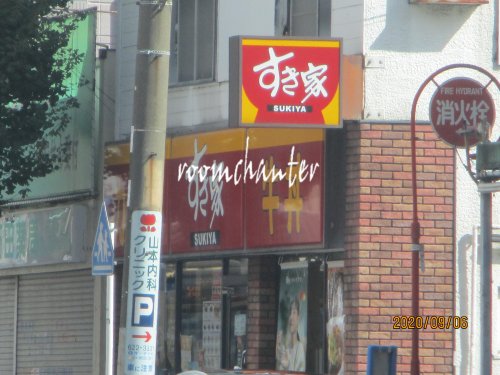 すき家
SUKIYA
FIRE HYDRANT
消火栓
すき家
SUKIYA
牛丼
roomchanter
山本内科
クリニック
P
2020/09/06